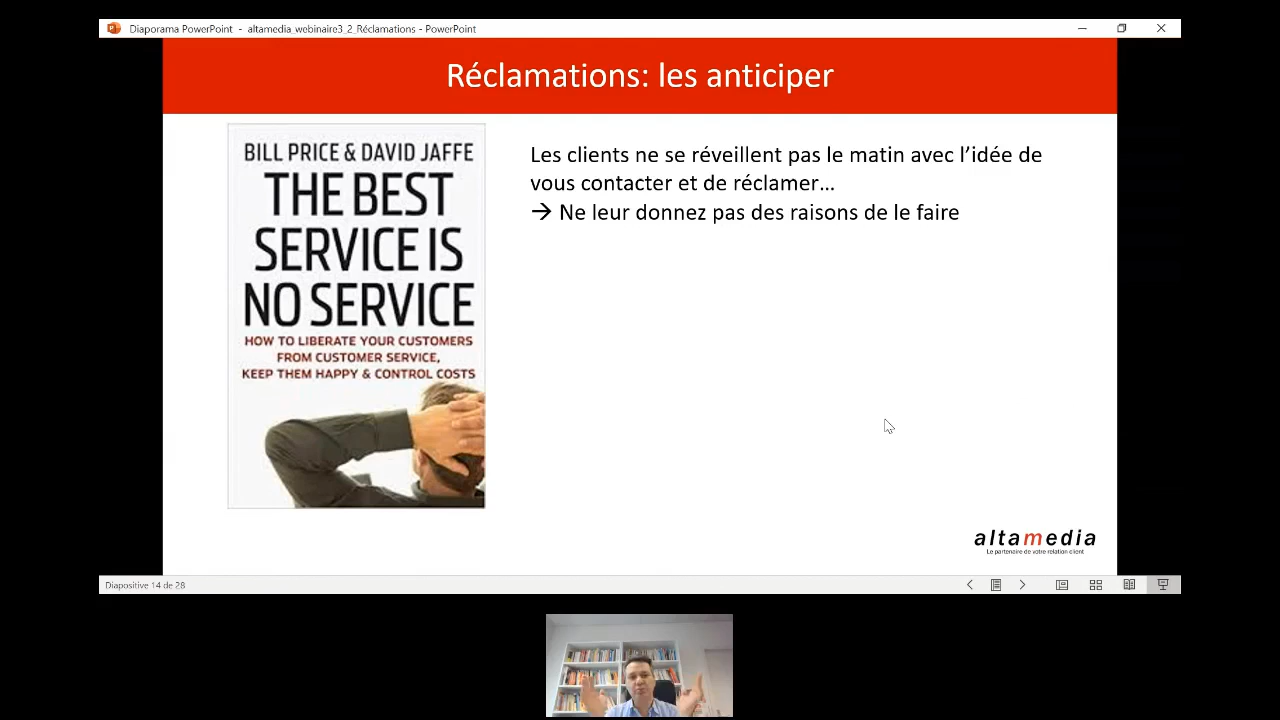 Diaporama PowerPoint - altamedia_webinaire3_2_Réclamations - PowerPoint
Réclamations: les anticiper
BILL PRICE & DAVID JAFFE
THE BEST
SERVICE IS
NO SERVICE
HOW TO LIBERATE YOUR CUSTOMERS
FROM CUSTOMER SERVICE,
KEEP THEM HAPPY & CONTROL COSTS
Les clients ne se réveillent pas le matin avec l’idée de
vous contacter et de réclamer...
→ Ne leur donnez pas des raisons de le faire
altamedia
Le partenaire de votre relation client
Diapositive 14 de 28